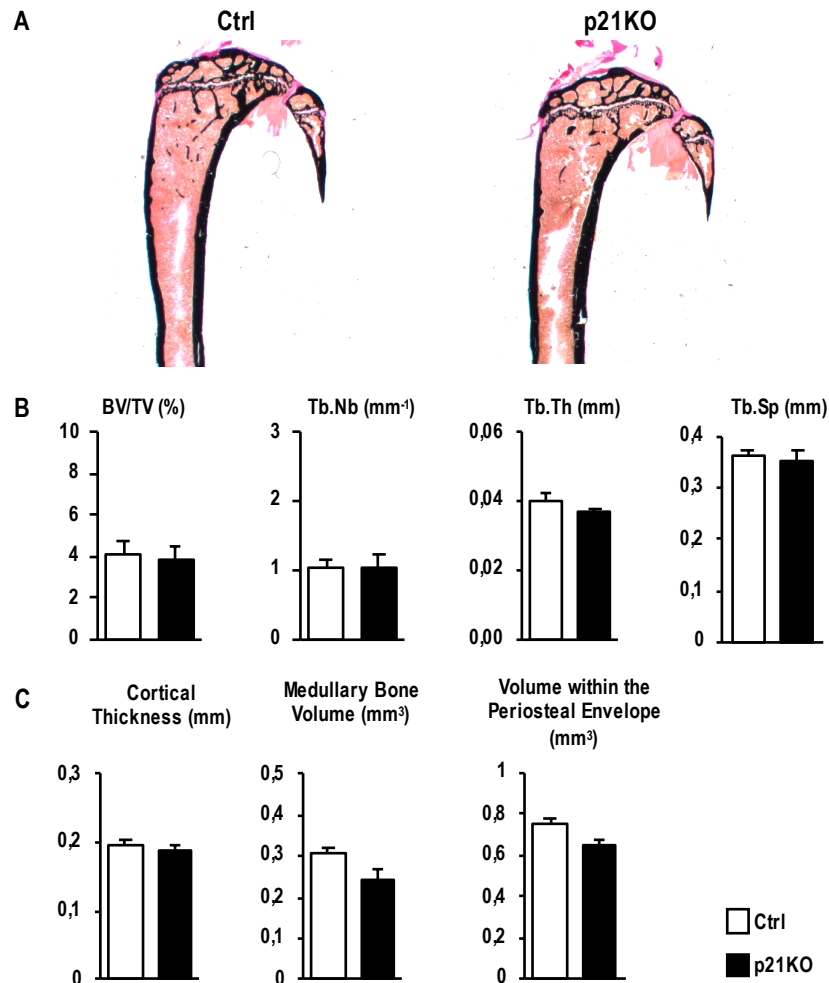 A
Ctrl
p21KO
B
BV/TV (%)
Tb.Nb (mm⁻¹)
Tb.Th (mm)
Tb.Sp (mm)
10
8
6
4
2
0
3
2
1
0
0,06
0,04
0,02
0,00
0,4
0,3
0,2
0,1
0
C
Cortical
Thickness (mm)
Medullary Bone
Volume (mm³)
Volume within the
Periosteal Envelope
(mm³)
0,3
0,2
0,1
0
0,5
0,4
0,3
0,2
0,1
0
1
0,8
0,6
0,4
0,2
0
Ctrl
p21KO